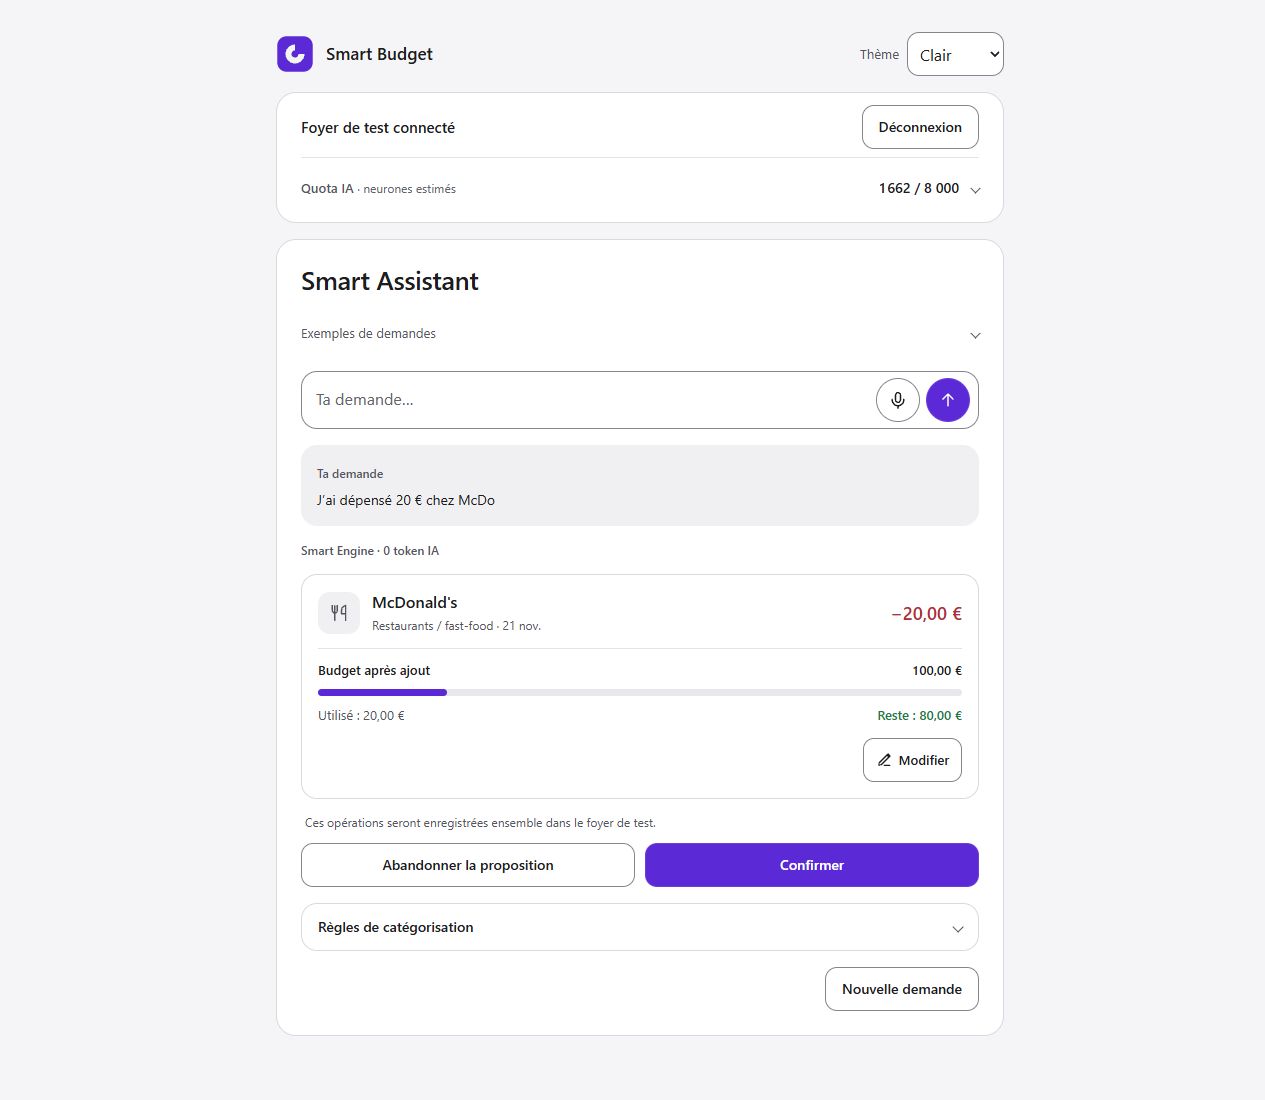 Smart Budget
Thème
Clair
Foyer de test connecté
Déconnexion
Quota IA · neurones estimés
1 662 / 8 000
Smart Assistant
Exemples de demandes
Ta demande...
Ta demande
J'ai dépensé 20 € chez McDo
Smart Engine · 0 token IA
McDonald's
Restaurants / fast-food · 21 nov.
−20,00 €
Budget après ajout
100,00 €
Utilisé : 20,00 €
Reste : 80,00 €
Modifier
Ces opérations seront enregistrées ensemble dans le foyer de test.
Abandonner la proposition
Confirmer
Règles de catégorisation
Nouvelle demande